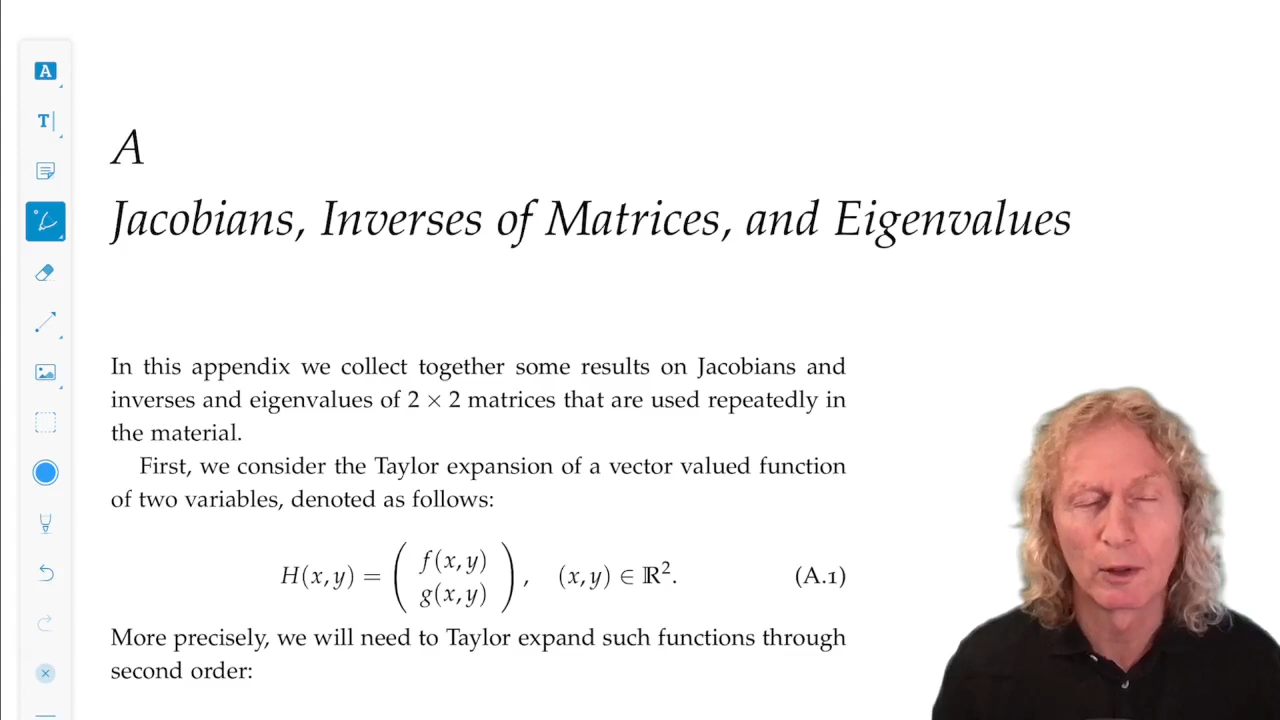 A
T
A
Jacobians, Inverses of Matrices, and Eigenvalues
In this appendix we collect together some results on Jacobians and
inverses and eigenvalues of 2 × 2 matrices that are used repeatedly in
the material.
First, we consider the Taylor expansion of a vector valued function
of two variables, denoted as follows:
H(x, y) = ( f(x, y)
g(x, y) ), (x, y) ∈ ℝ². (A.1)
More precisely, we will need to Taylor expand such functions through
second order: